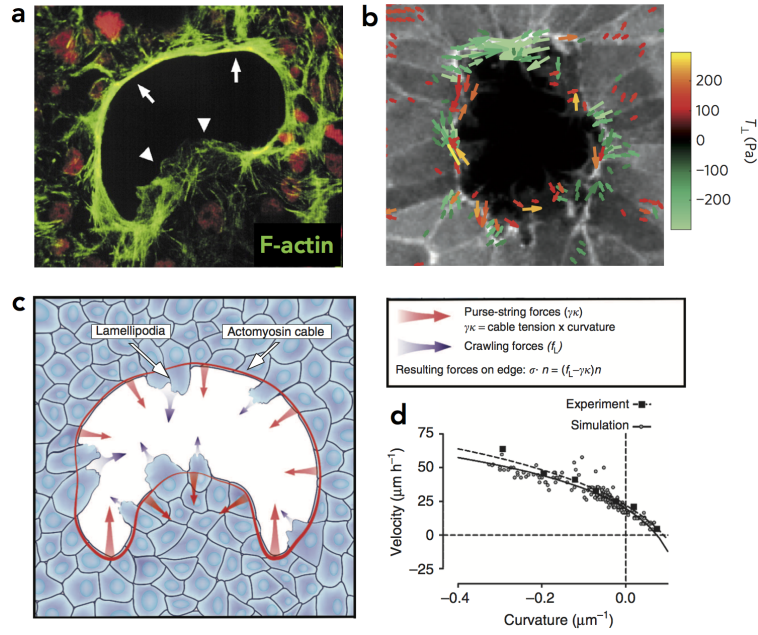 a
F-actin
b
200
100
0
−100
−200
T⊥ (Pa)
c
Lamellipodia
Actomyosin cable
Purse-string forces (γκ)
γκ = cable tension x curvature
Crawling forces (fL)
Resulting forces on edge: σ· n = (fL–γκ)n
d
Experiment
Simulation
75
50
25
0
−25
Velocity (μm h⁻¹)
−0.4
−0.2
0.0
Curvature (μm⁻¹)